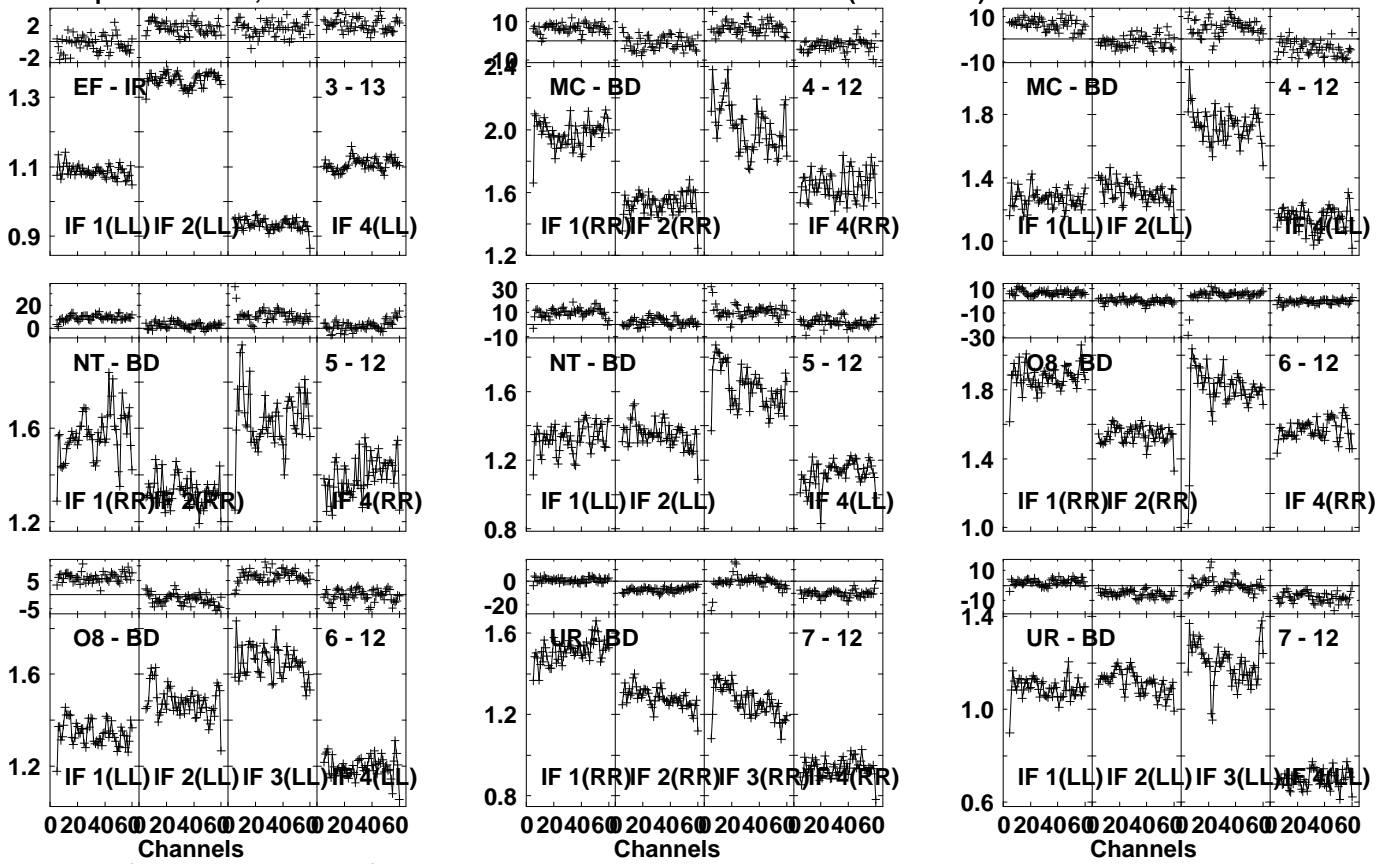 2
-2
EF - IR
3 - 13
1.3
1.1
0.9
IF 1(LL) IF 2(LL) IF 4(LL)
10
-10
2.4
MC - BD
4 - 12
2.0
1.6
1.2
IF 1(RR) IF 2(RR) IF 4(RR)
10
-10
MC - BD
4 - 12
1.8
1.4
1.0
IF 1(LL) IF 2(LL) IF 4(LL)
20
0
NT - BD
5 - 12
1.6
1.2
IF 1(RR) IF 2(RR) IF 4(RR)
30
10
-10
NT - BD
5 - 12
1.6
1.2
0.8
IF 1(LL) IF 2(LL) IF 4(LL)
10
-10
-30
O8 - BD
6 - 12
1.8
1.4
1.0
IF 1(RR) IF 2(RR) IF 4(RR)
5
-5
O8 - BD
6 - 12
1.6
1.2
IF 1(LL) IF 2(LL) IF 3(LL) IF 4(LL)
0 204060 0 204060 0 204060 0 204060
Channels
0
-20
UR - BD
7 - 12
1.6
1.2
0.8
IF 1(RR) IF 2(RR) IF 3(RR) IF 4(RR)
0 204060 0 204060 0 204060 0 204060
Channels
10
-10
1.4
UR - BD
7 - 12
1.0
0.6
IF 1(LL) IF 2(LL) IF 3(LL) IF 4(LL)
0 204060 0 204060 0 204060 0 204060
Channels